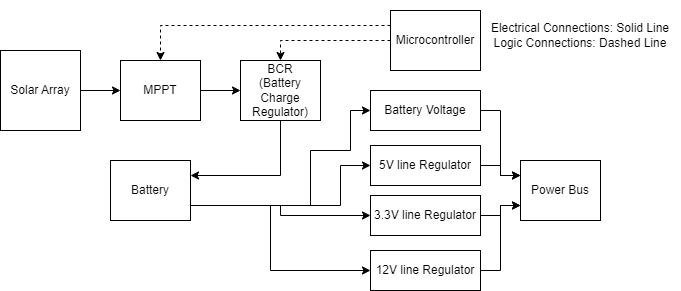 Microcontroller
Electrical Connections: Solid Line
Logic Connections: Dashed Line
Solar Array
MPPT
BCR
(Battery
Charge
Regulator)
Battery Voltage
5V line Regulator
Battery
Power Bus
3.3V line Regulator
12V line Regulator